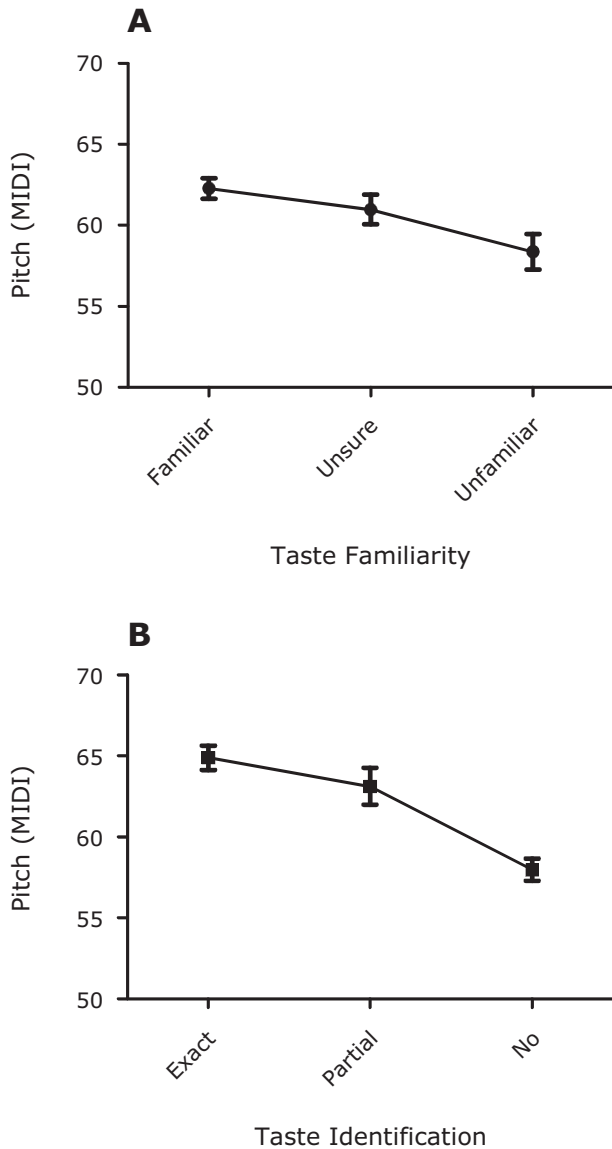 A
70
65
60
55
50
Pitch (MIDI)
Familiar
Unsure
Unfamiliar
Taste Familiarity
B
70
65
60
55
50
Pitch (MIDI)
Exact
Partial
No
Taste Identification